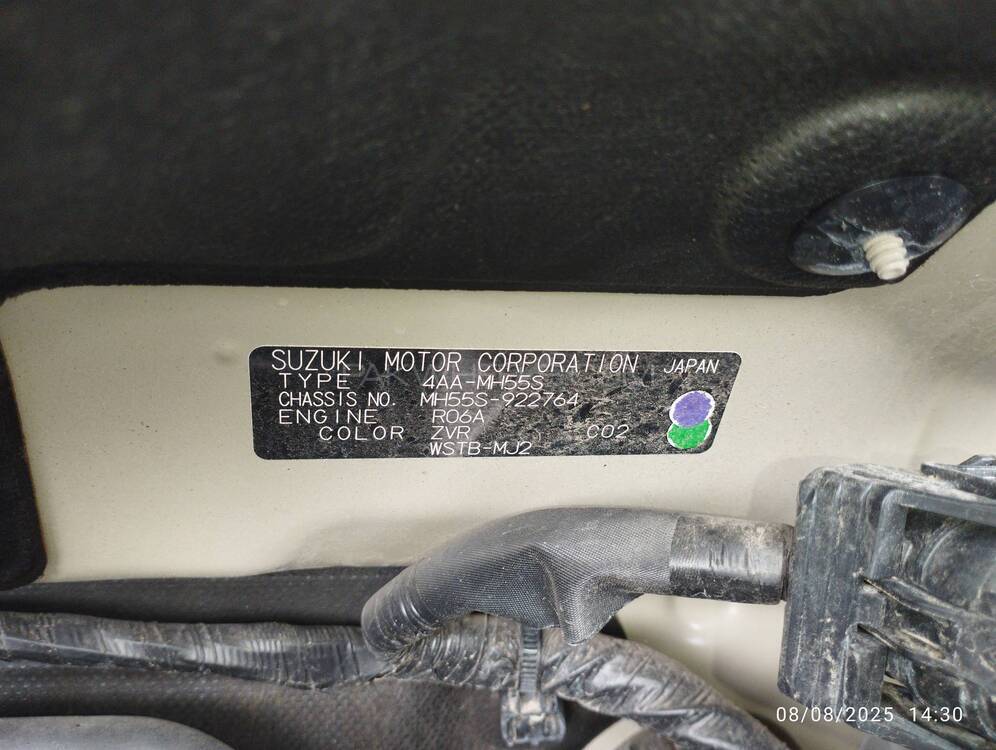 SUZUKI MOTOR CORPORATION JAPAN
TYPE 4AA-MH55S
CHASSIS NO. MH55S-922764
ENGINE R06A
COLOR ZVR C02
WSTB-MJ2
08/08/2025 14:30